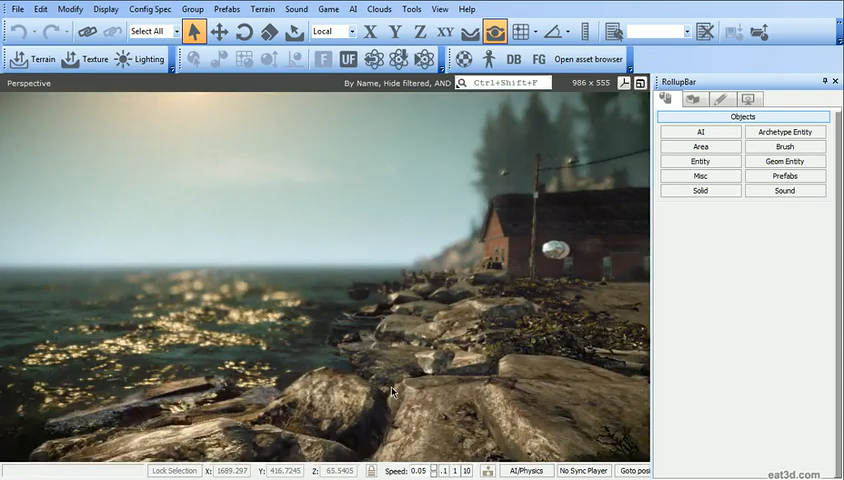 File Edit Modify Display Config Spec Group Prefabs Terrain Sound Game AI Clouds Tools View Help
Select All Local X Y Z XY
Terrain Texture Lighting F UF DB FG Open asset browser
Perspective By Name, Hide filtered, AND Ctrl+Shift+F 986 x 555
RollupBar
Objects
AI Archetype Entity
Area Brush
Entity Geom Entity
Misc Prefabs
Solid Sound
Lock Selection X: 1689.297 Y: 416.7245 Z: 65.5405 Speed: 0.05 .1 1 10 AI/Physics No Sync Player Goto posi
eat3d.com